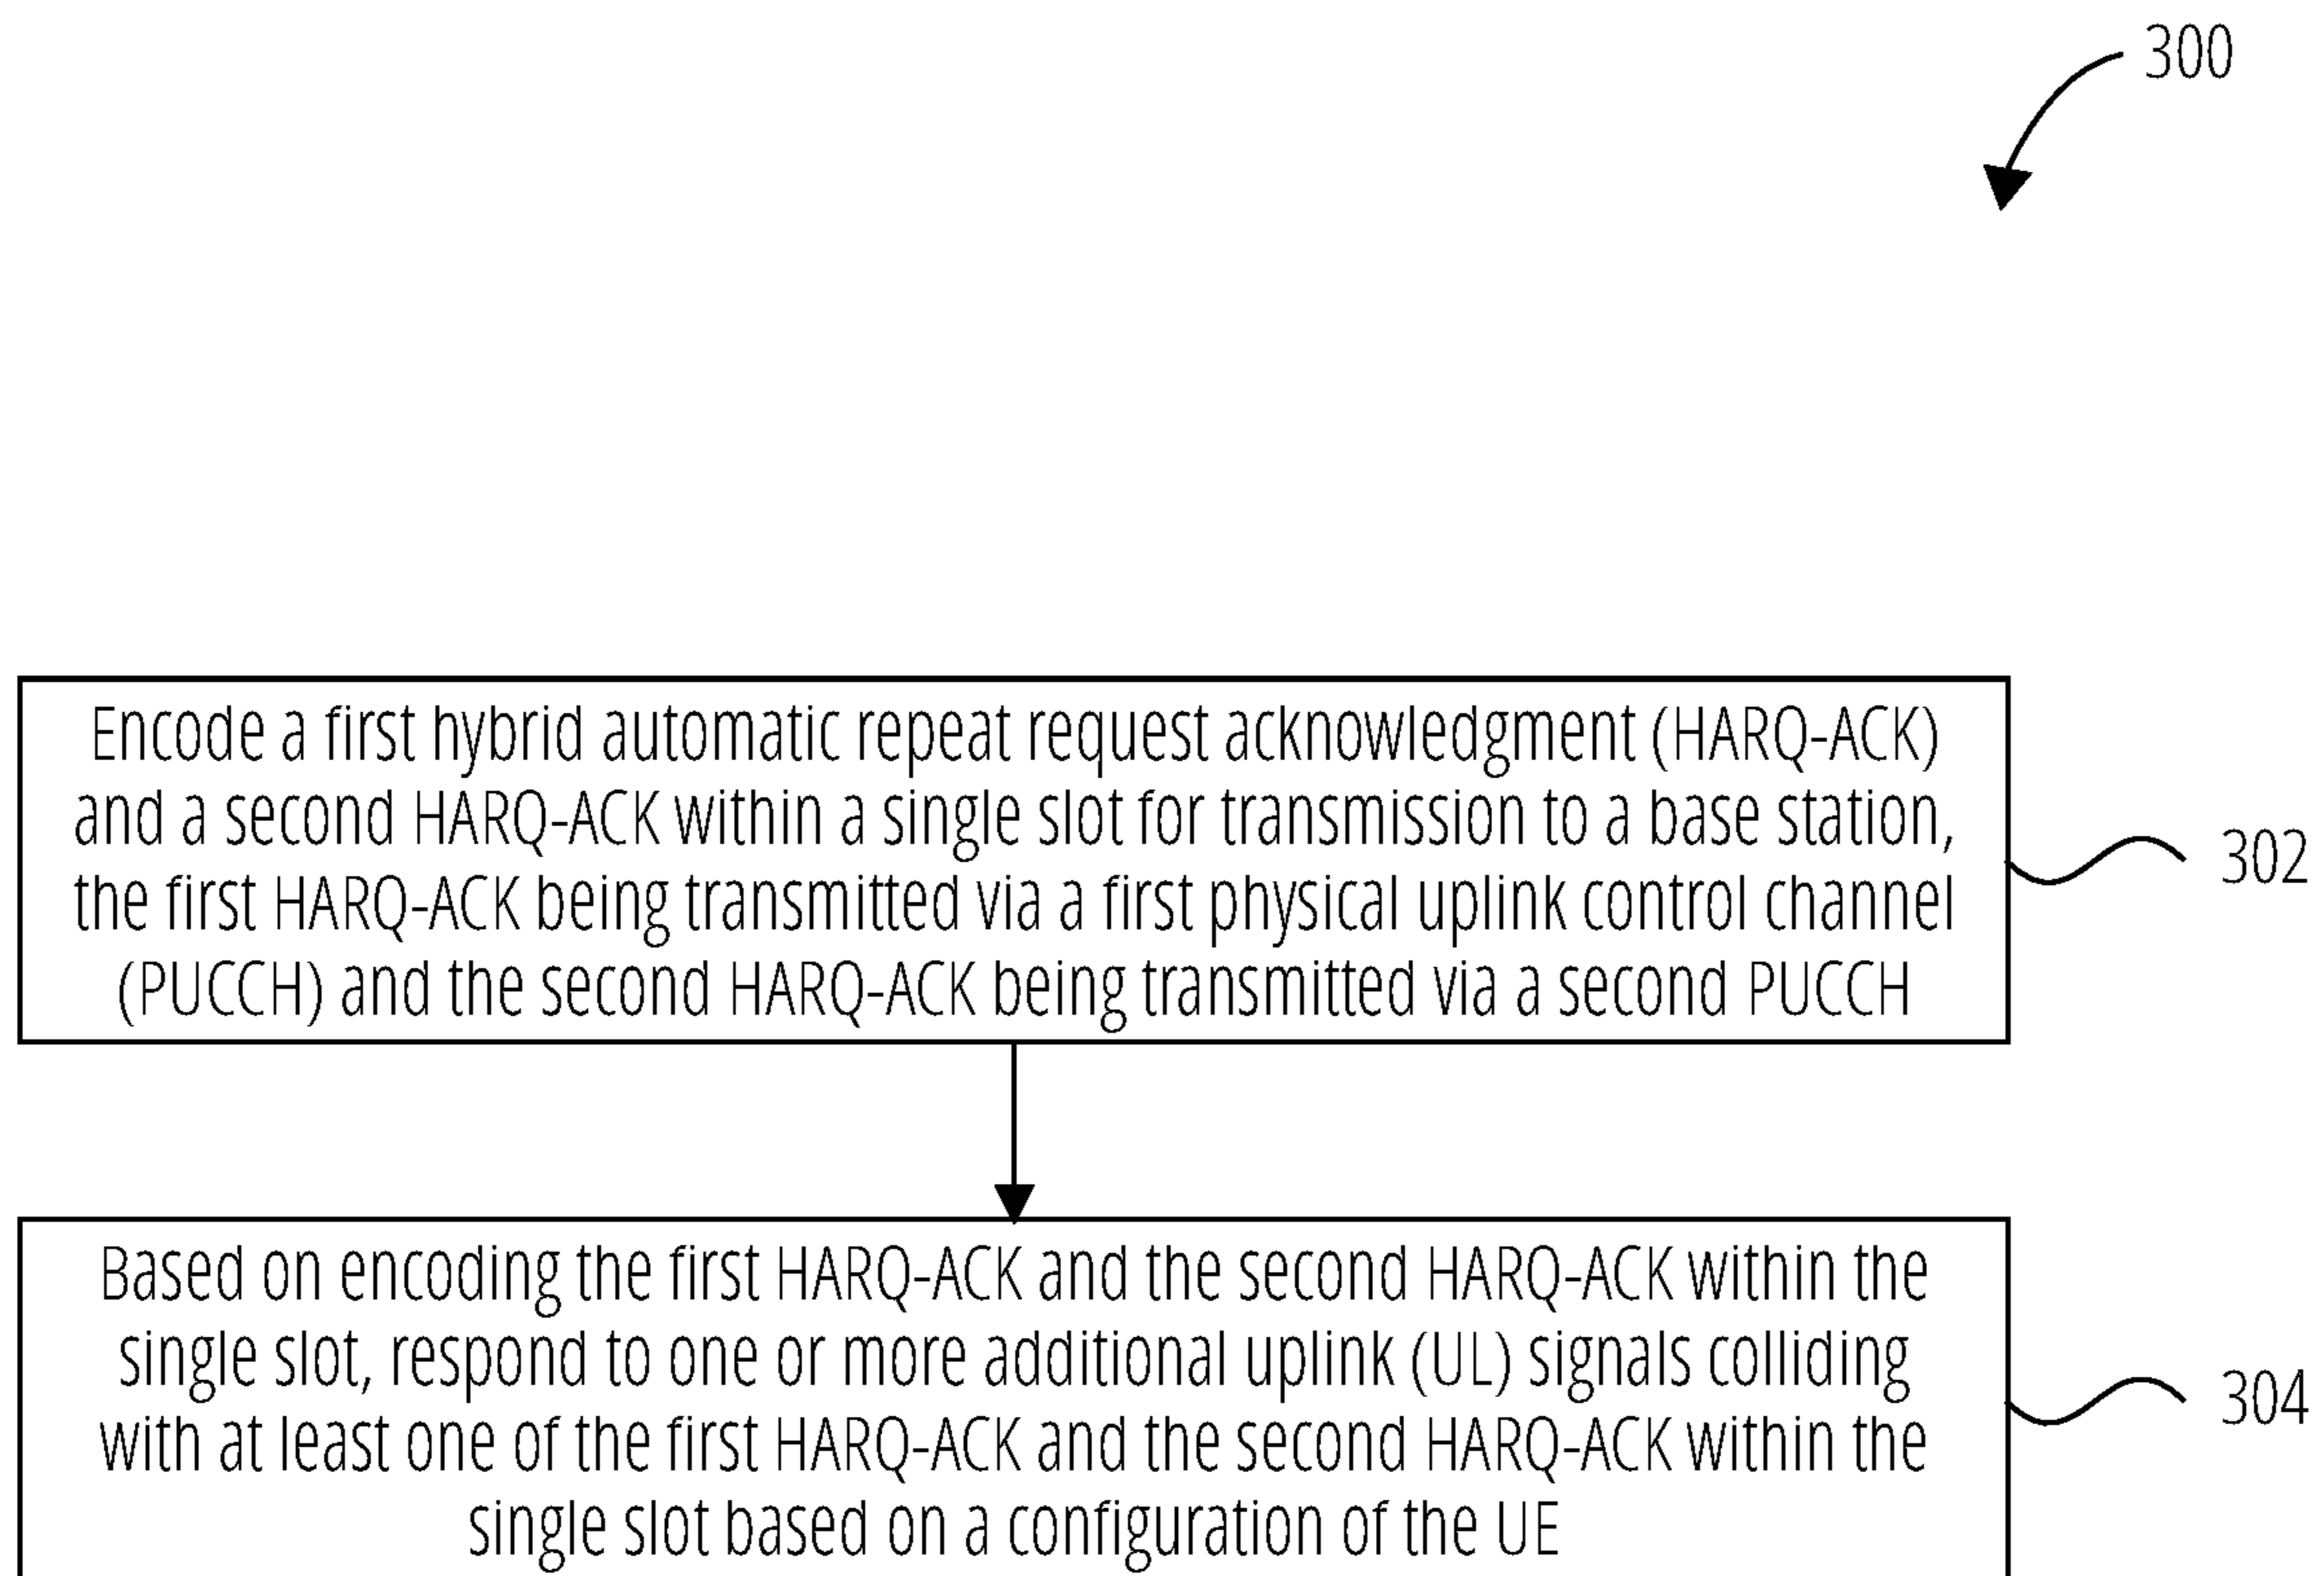 300
Encode a first hybrid automatic repeat request acknowledgment (HARQ-ACK)
and a second HARQ-ACK within a single slot for transmission to a base station,
the first HARQ-ACK being transmitted via a first physical uplink control channel
(PUCCH) and the second HARQ-ACK being transmitted via a second PUCCH
302
Based on encoding the first HARQ-ACK and the second HARQ-ACK within the
single slot, respond to one or more additional uplink (UL) signals colliding
with at least one of the first HARQ-ACK and the second HARQ-ACK within the
single slot based on a configuration of the UE
304